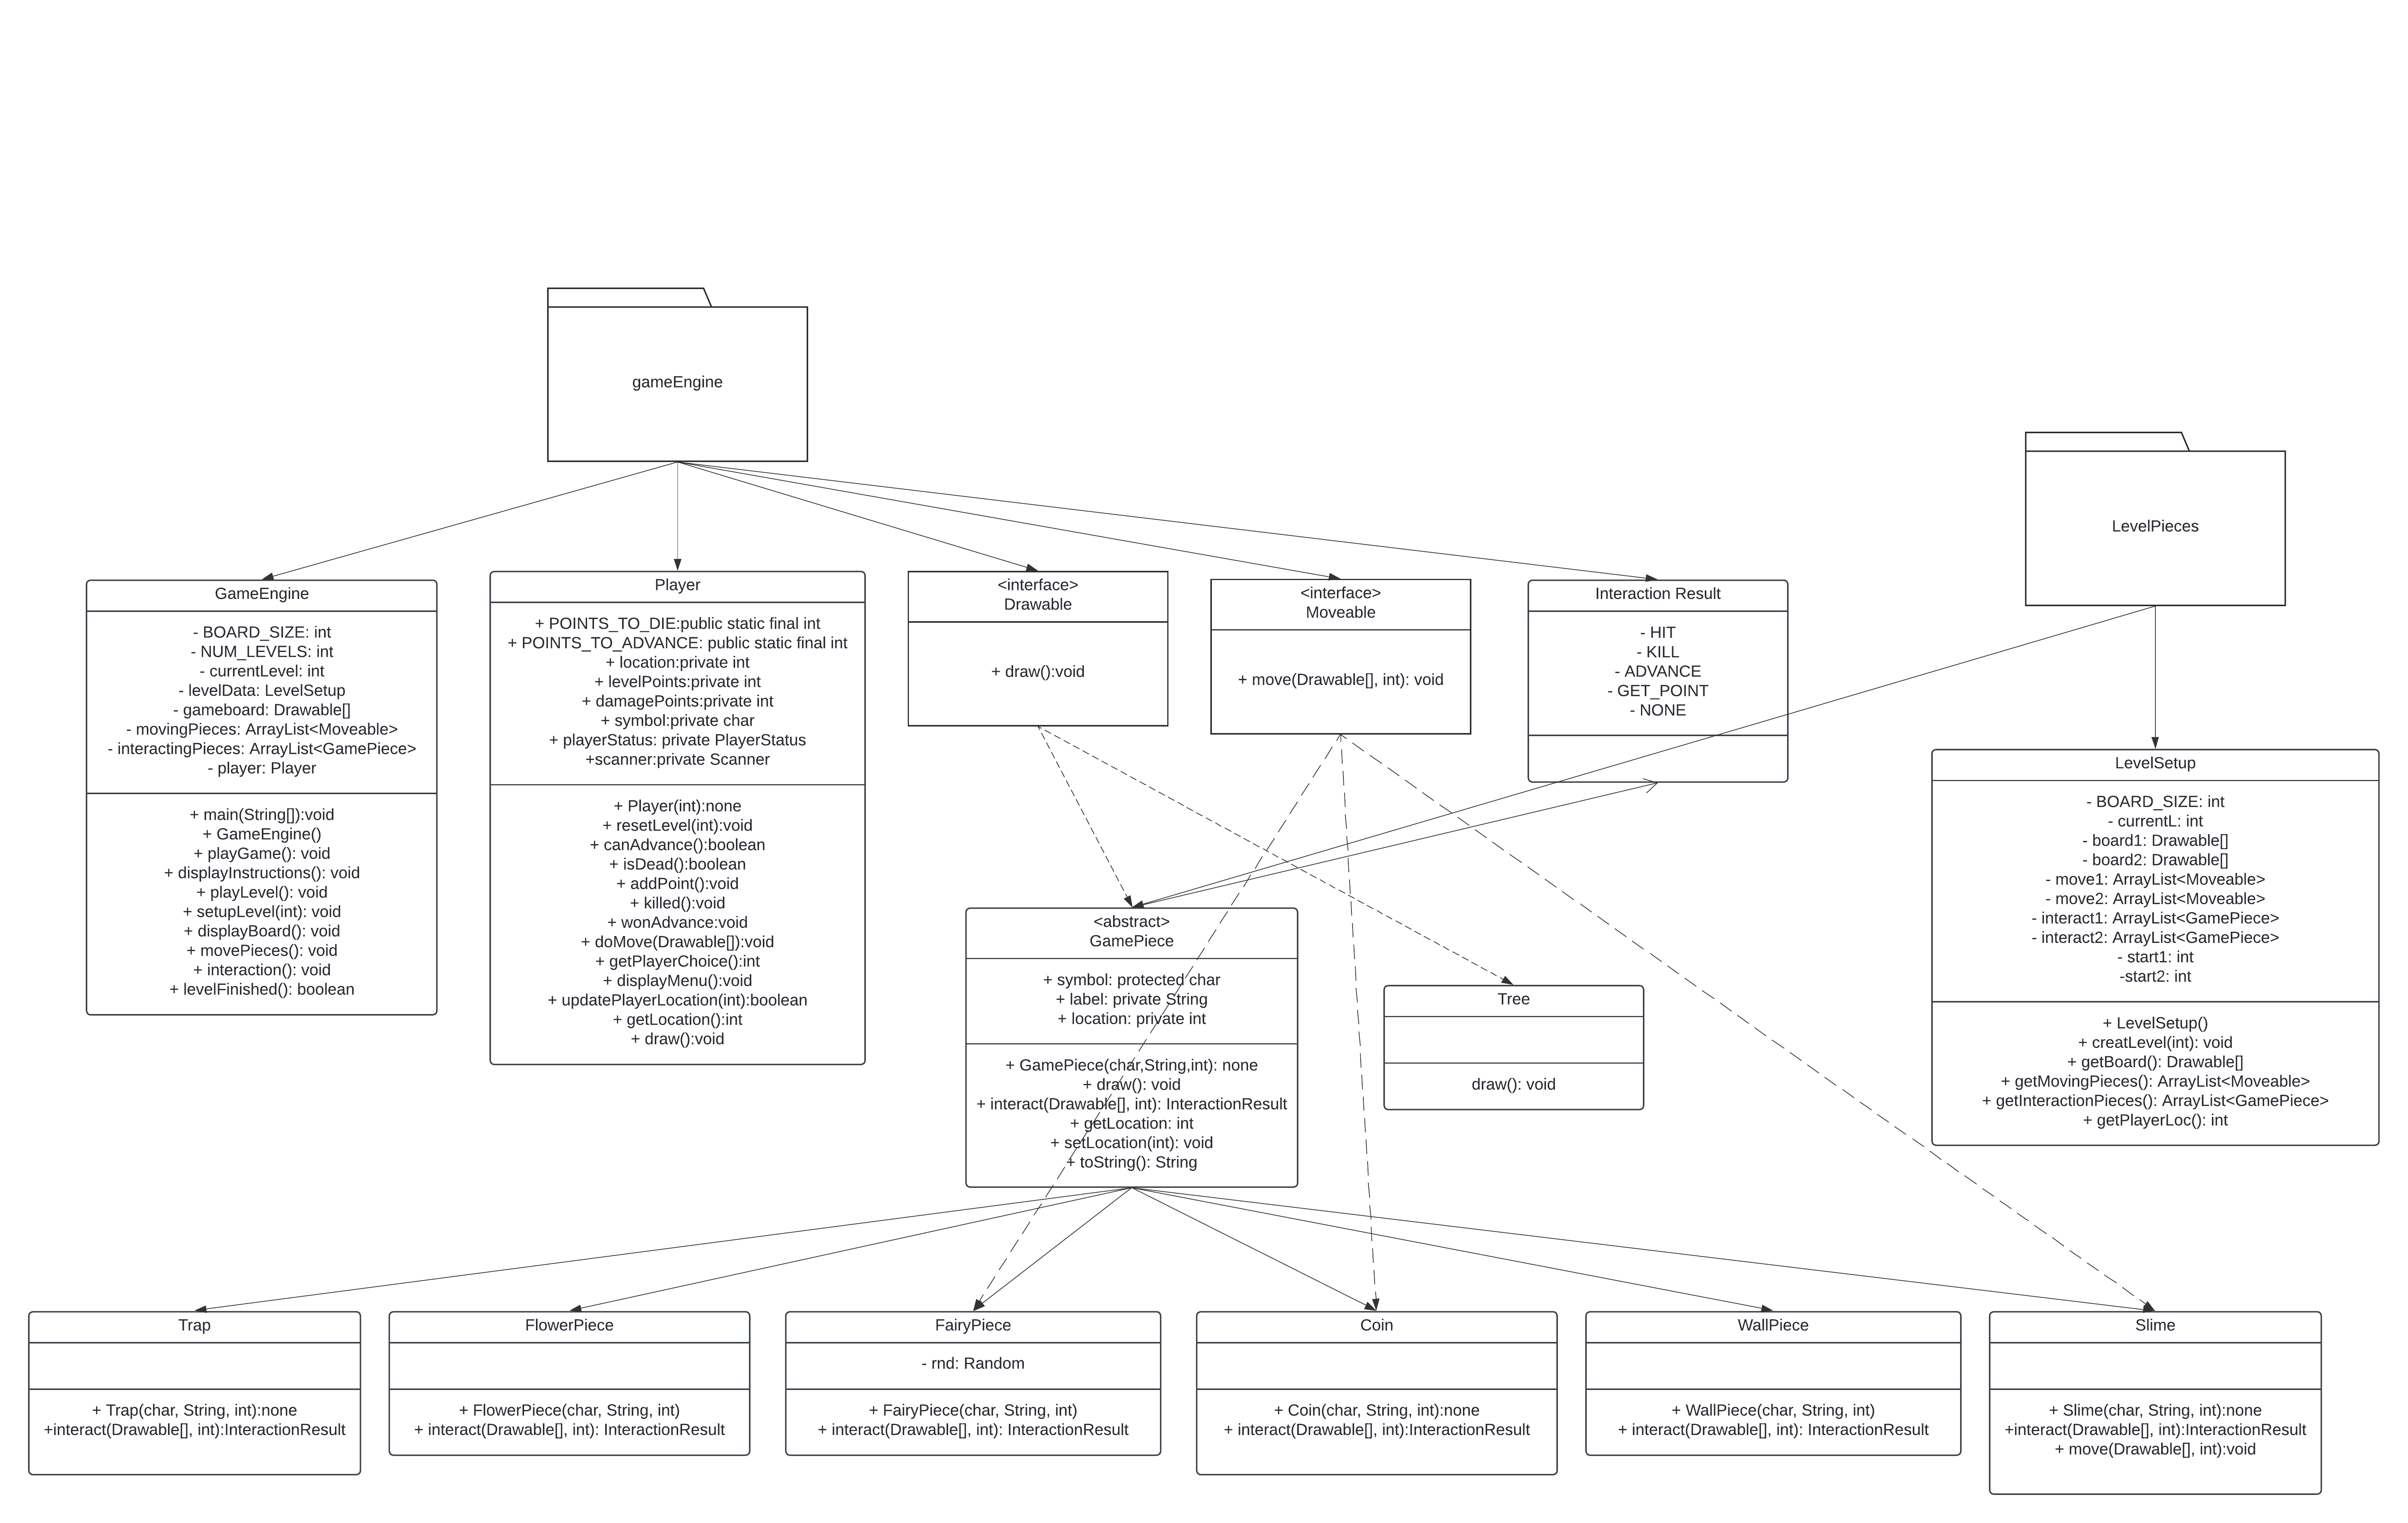 gameEngine
LevelPieces
GameEngine
- BOARD_SIZE: int
- NUM_LEVELS: int
- currentLevel: int
- levelData: LevelSetup
- gameboard: Drawable[]
- movingPieces: ArrayList<Moveable>
- interactingPieces: ArrayList<GamePiece>
- player: Player
+ main(String[]):void
+ GameEngine()
+ playGame(): void
+ displayInstructions(): void
+ playLevel(): void
+ setupLevel(int): void
+ displayBoard(): void
+ movePieces(): void
+ interaction(): void
+ levelFinished(): boolean
Player
+ POINTS_TO_DIE:public static final int
+ POINTS_TO_ADVANCE: public static final int
+ location:private int
+ levelPoints:private int
+ damagePoints:private int
+ symbol:private char
+ playerStatus: private PlayerStatus
+scanner:private Scanner
+ Player(int):none
+ resetLevel(int):void
+ canAdvance():boolean
+ isDead():boolean
+ addPoint():void
+ killed():void
+ wonAdvance:void
+ doMove(Drawable[]):void
+ getPlayerChoice():int
+ displayMenu():void
+ updatePlayerLocation(int):boolean
+ getLocation():int
+ draw():void
<interface>
Drawable
+ draw():void
<interface>
Moveable
+ move(Drawable[], int): void
Interaction Result
- HIT
- KILL
- ADVANCE
- GET_POINT
- NONE
LevelSetup
- BOARD_SIZE: int
- currentL: int
- board1: Drawable[]
- board2: Drawable[]
- move1: ArrayList<Moveable>
- move2: ArrayList<Moveable>
- interact1: ArrayList<GamePiece>
- interact2: ArrayList<GamePiece>
- start1: int
-start2: int
+ LevelSetup()
+ creatLevel(int): void
+ getBoard(): Drawable[]
+ getMovingPieces(): ArrayList<Moveable>
+ getInteractionPieces(): ArrayList<GamePiece>
+ getPlayerLoc(): int
<abstract>
GamePiece
+ symbol: protected char
+ label: private String
+ location: private int
+ GamePiece(char,String,int): none
+ draw(): void
+ interact(Drawable[], int): InteractionResult
+ getLocation: int
+ setLocation(int): void
+ toString(): String
Tree
draw(): void
Trap
+ Trap(char, String, int):none
+interact(Drawable[], int):InteractionResult
FlowerPiece
+ FlowerPiece(char, String, int)
+ interact(Drawable[], int): InteractionResult
FairyPiece
- rnd: Random
+ FairyPiece(char, String, int)
+ interact(Drawable[], int): InteractionResult
Coin
+ Coin(char, String, int):none
+ interact(Drawable[], int):InteractionResult
WallPiece
+ WallPiece(char, String, int)
+ interact(Drawable[], int): InteractionResult
Slime
+ Slime(char, String, int):none
+interact(Drawable[], int):InteractionResult
+ move(Drawable[], int):void